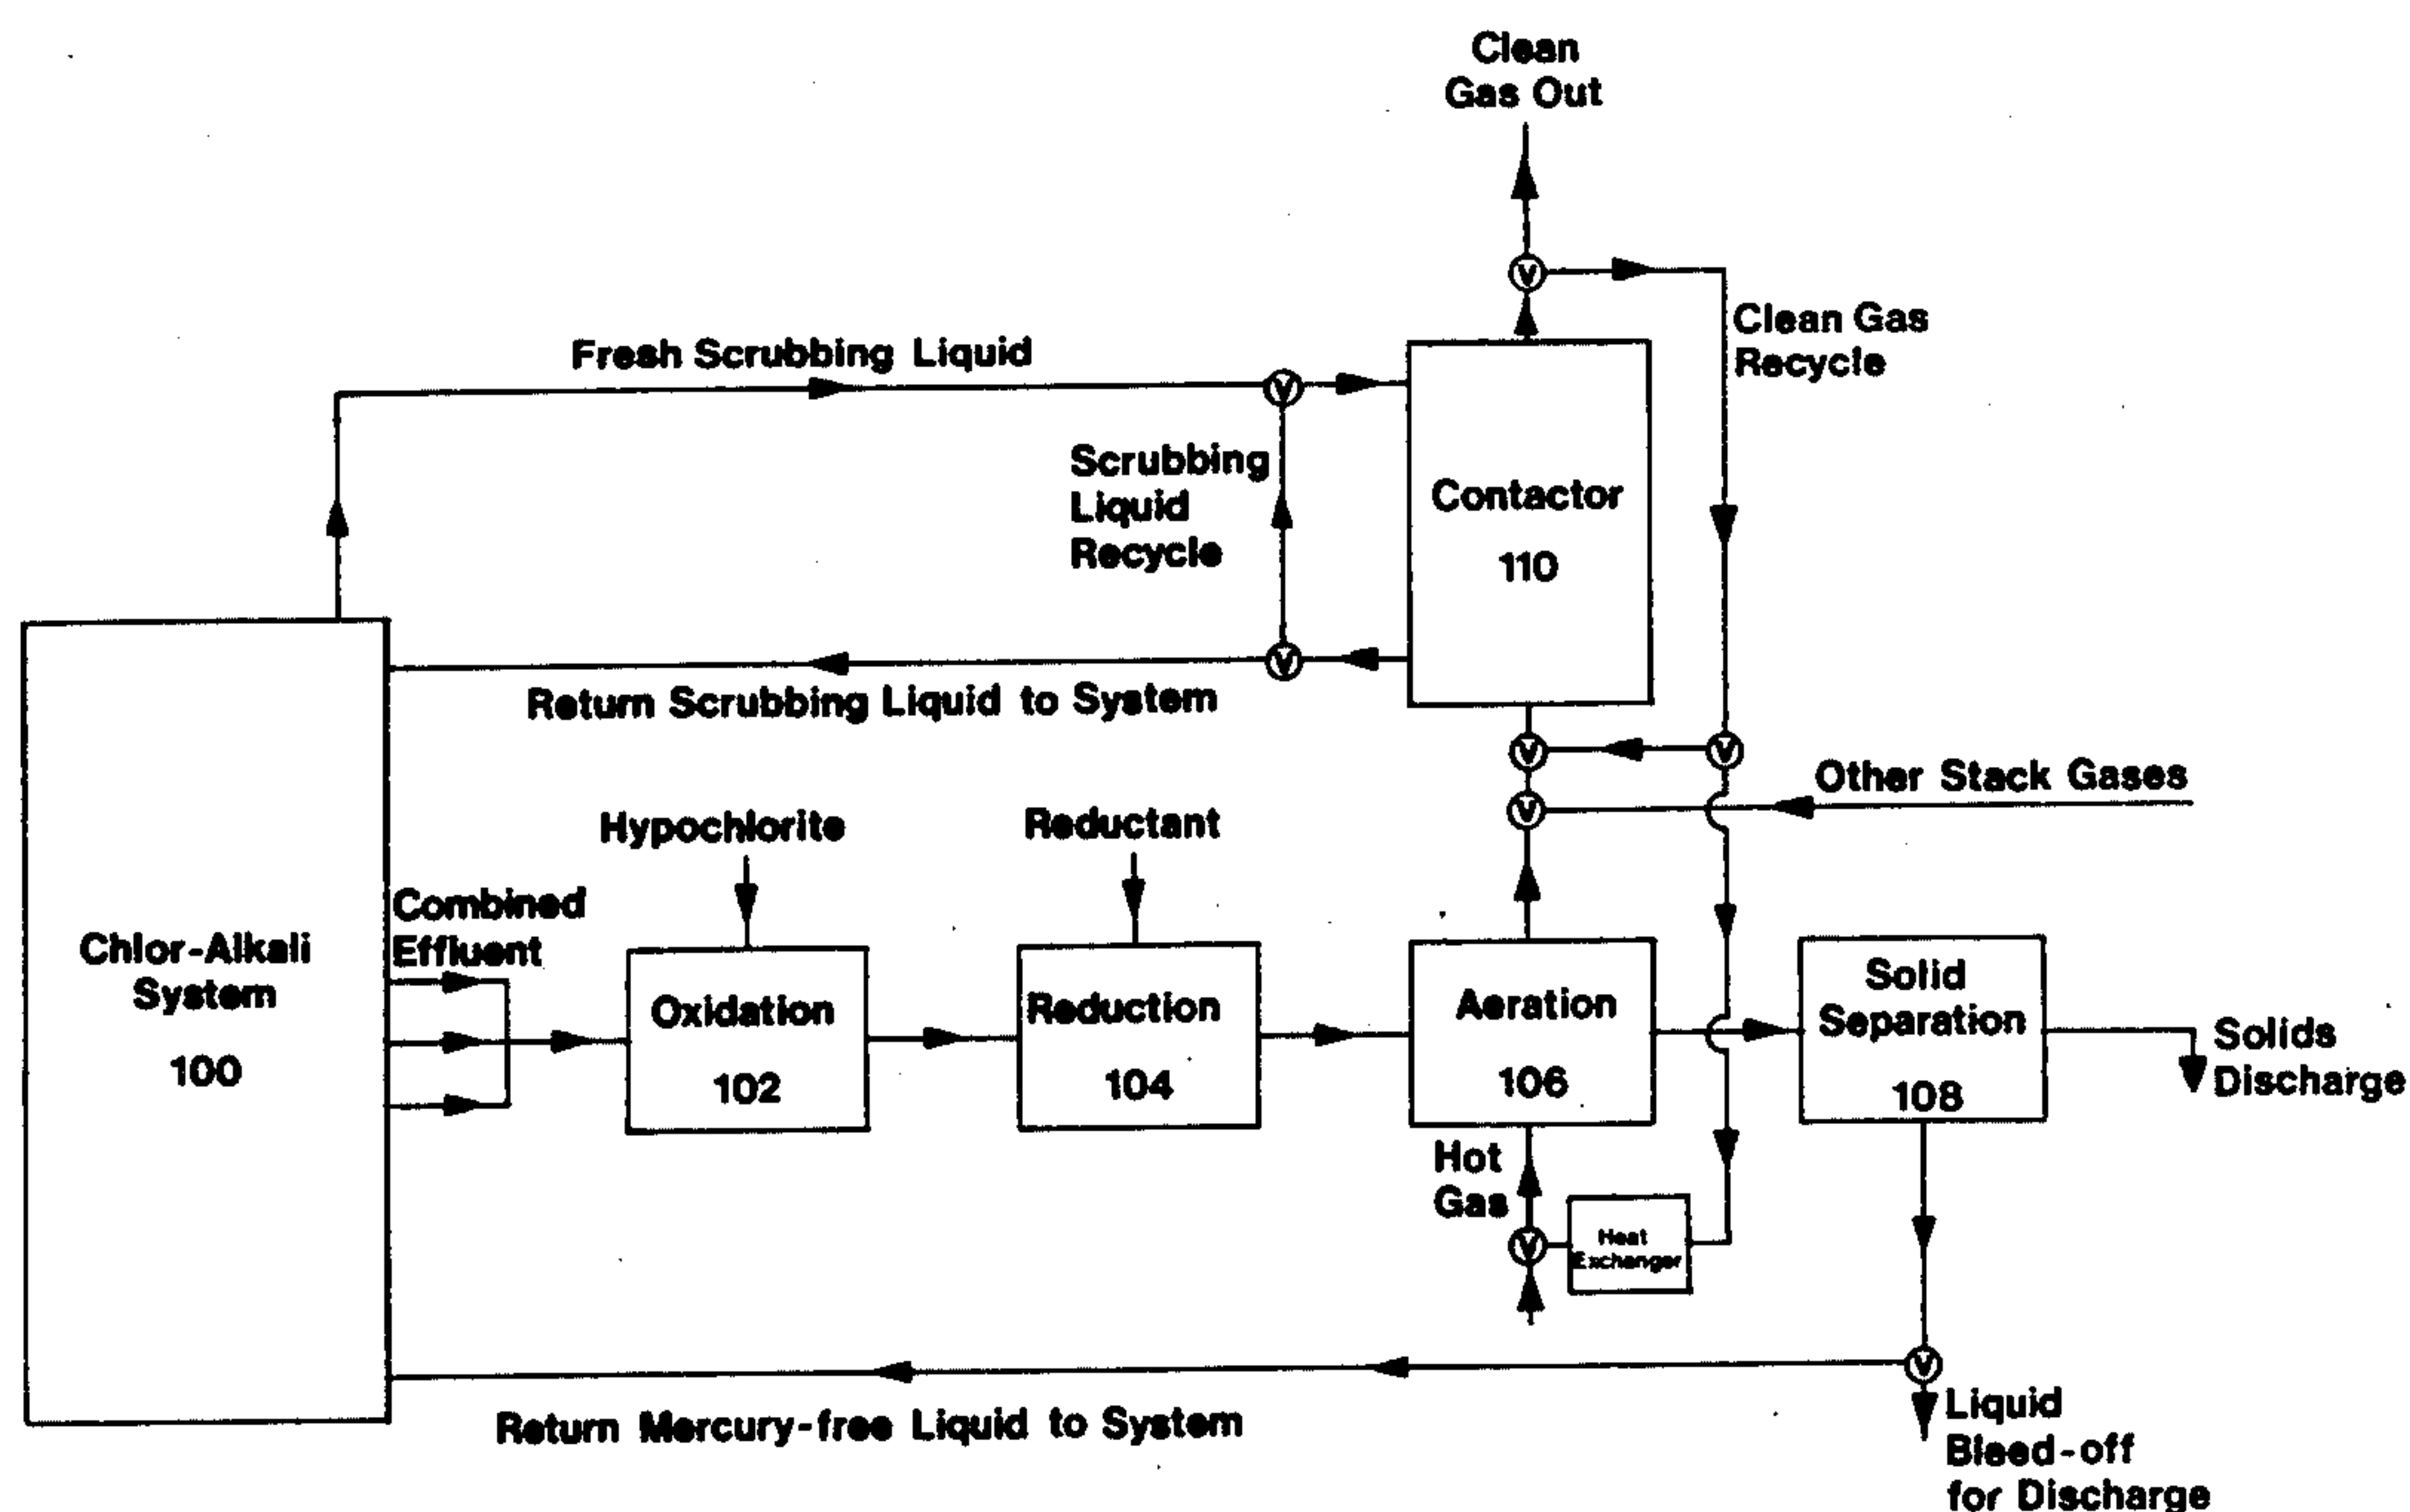 Clean
Gas Out
Clean Gas
Recycle
Fresh Scrubbing Liquid
Scrubbing
Liquid
Recycle
Contactor
110
Return Scrubbing Liquid to System
Other Stack Gases
Hypochlorite
Reductant
Combined
Effluent
Chlor-Alkali
System
100
Oxidation
102
Reduction
104
Aeration
106
Solid
Separation
108
Solids
Discharge
Hot
Gas
Heat
Exchanger
Return Mercury-free Liquid to System
Liquid
Bleed-off
for Discharge
V
V
V
V
V
V
V
V